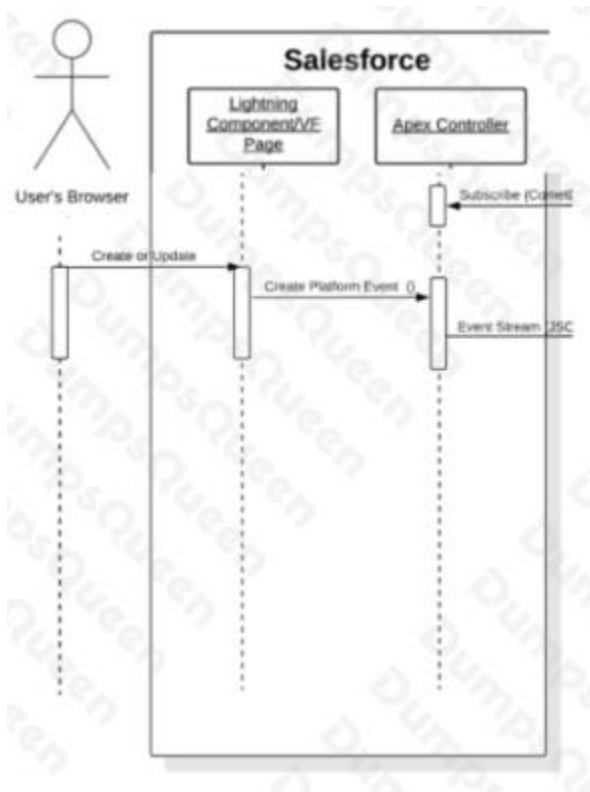 Salesforce
Lightning
Component/VF
Page
Apex Controller
User's Browser
Subscribe (Comet
Create or Update
Create Platform Event ()
Event Stream (JSC
DumpsQueen